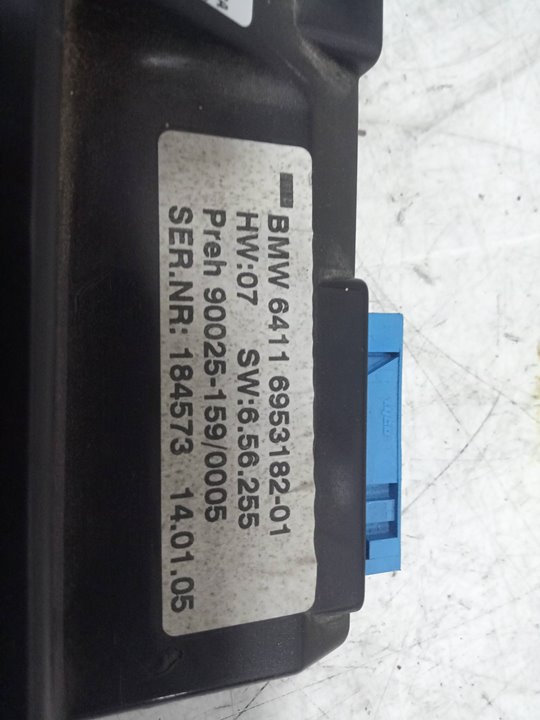 BMW 6411 6953182-01
HW:07 SW:6.56.255
Preh 90025-159/0005
SER.NR: 184573 14.01.05